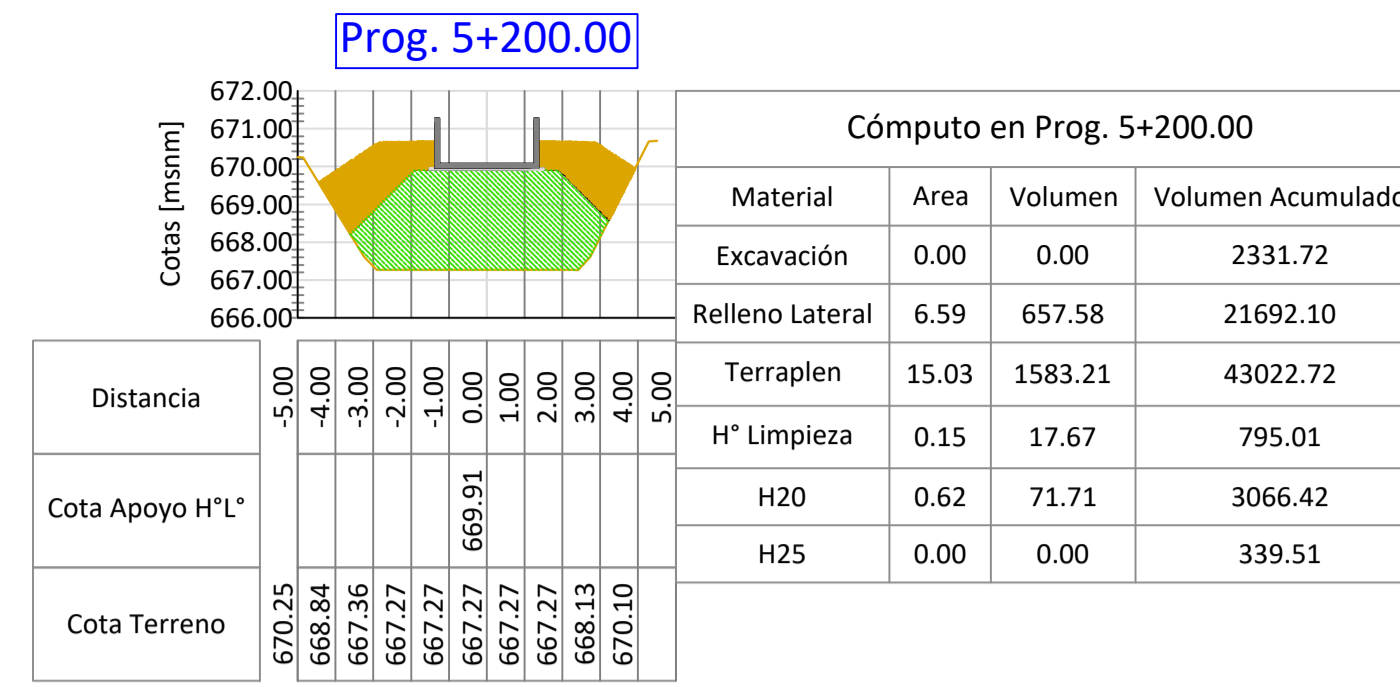 Prog. 5+200.00
672.00
671.00
670.00
669.00
668.00
667.00
666.00
Cotas [msnm]
Distancia
-5.00 -4.00 -3.00 -2.00 -1.00 0.00 1.00 2.00 3.00 4.00 5.00
Cota Apoyo H°L°
669.91
Cota Terreno
670.25 668.84 667.36 667.27 667.27 667.27 667.27 667.27 668.13 670.10
Cómputo en Prog. 5+200.00
Material Area Volumen Volumen Acumulado
Excavación 0.00 0.00 2331.72
Relleno Lateral 6.59 657.58 21692.10
Terraplen 15.03 1583.21 43022.72
H° Limpieza 0.15 17.67 795.01
H20 0.62 71.71 3066.42
H25 0.00 0.00 339.51